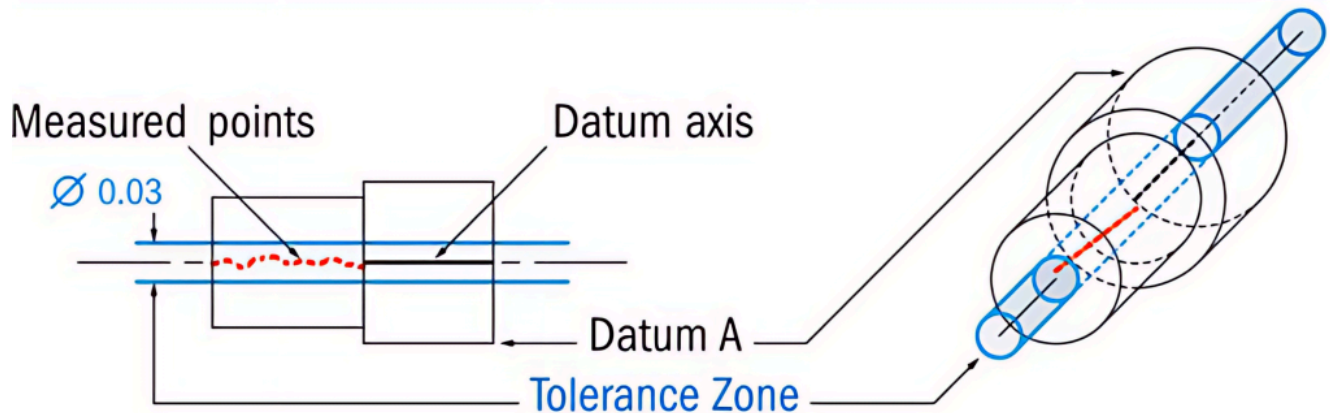 Measured points
Datum axis
Ø 0.03
Datum A
Tolerance Zone